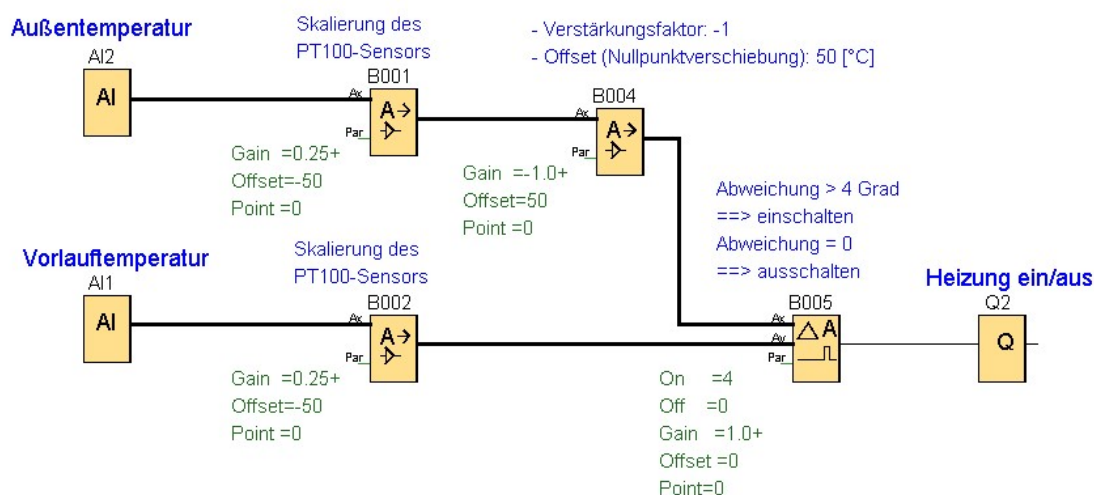 Außentemperatur
Skalierung des
PT100-Sensors
- Verstärkungsfaktor: -1
- Offset (Nullpunktverschiebung): 50 [°C]
AI2
AI
B001
Ax
A→
Par
Gain =0.25+
Offset=-50
Point =0
B004
Ax
A→
Par
Gain =-1.0+
Offset=50
Point =0
Abweichung > 4 Grad
==> einschalten
Abweichung = 0
==> ausschalten
Vorlauftemperatur
Skalierung des
PT100-Sensors
AI1
AI
B002
Ax
A→
Par
Gain =0.25+
Offset=-50
Point =0
B005
Ax
Ay
Par
△A
On =4
Off =0
Gain =1.0+
Offset =0
Point=0
Heizung ein/aus
Q2
Q